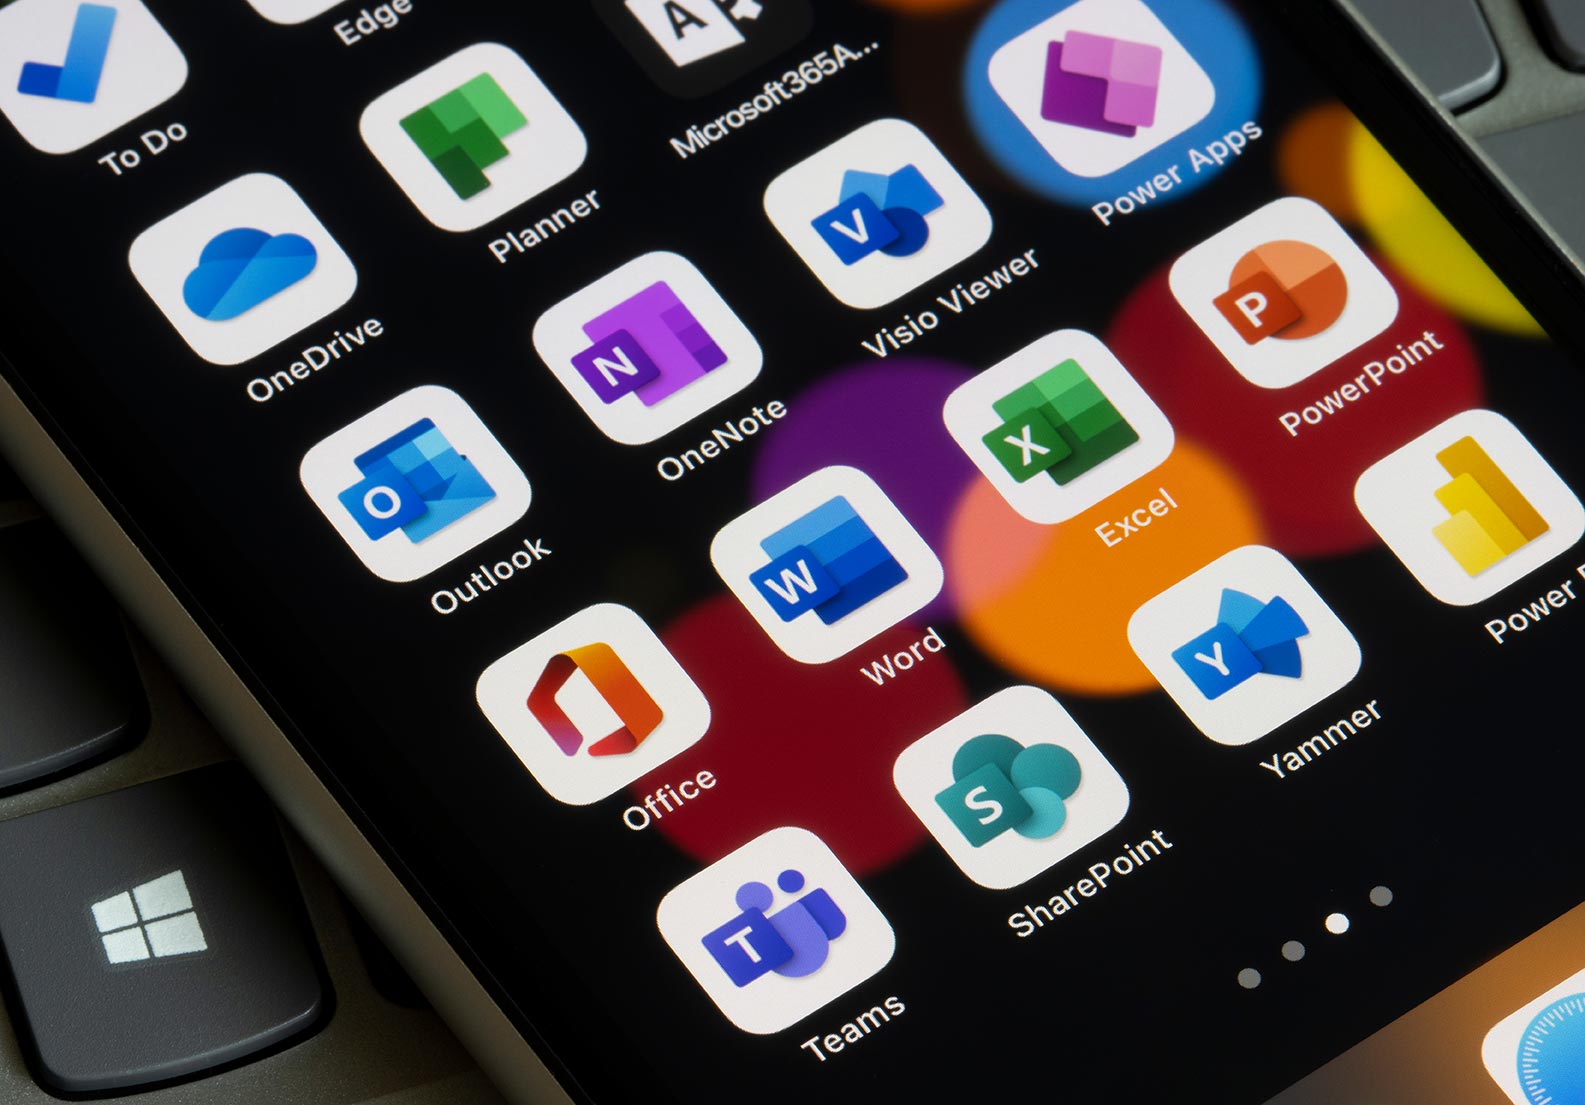 Edge
A
To Do
Planner
Microsoft365A...
Power Apps
OneDrive
N
OneNote
V
Visio Viewer
P
PowerPoint
O
Outlook
W
Word
X
Excel
Power
Office
S
SharePoint
Y
Yammer
T
Teams